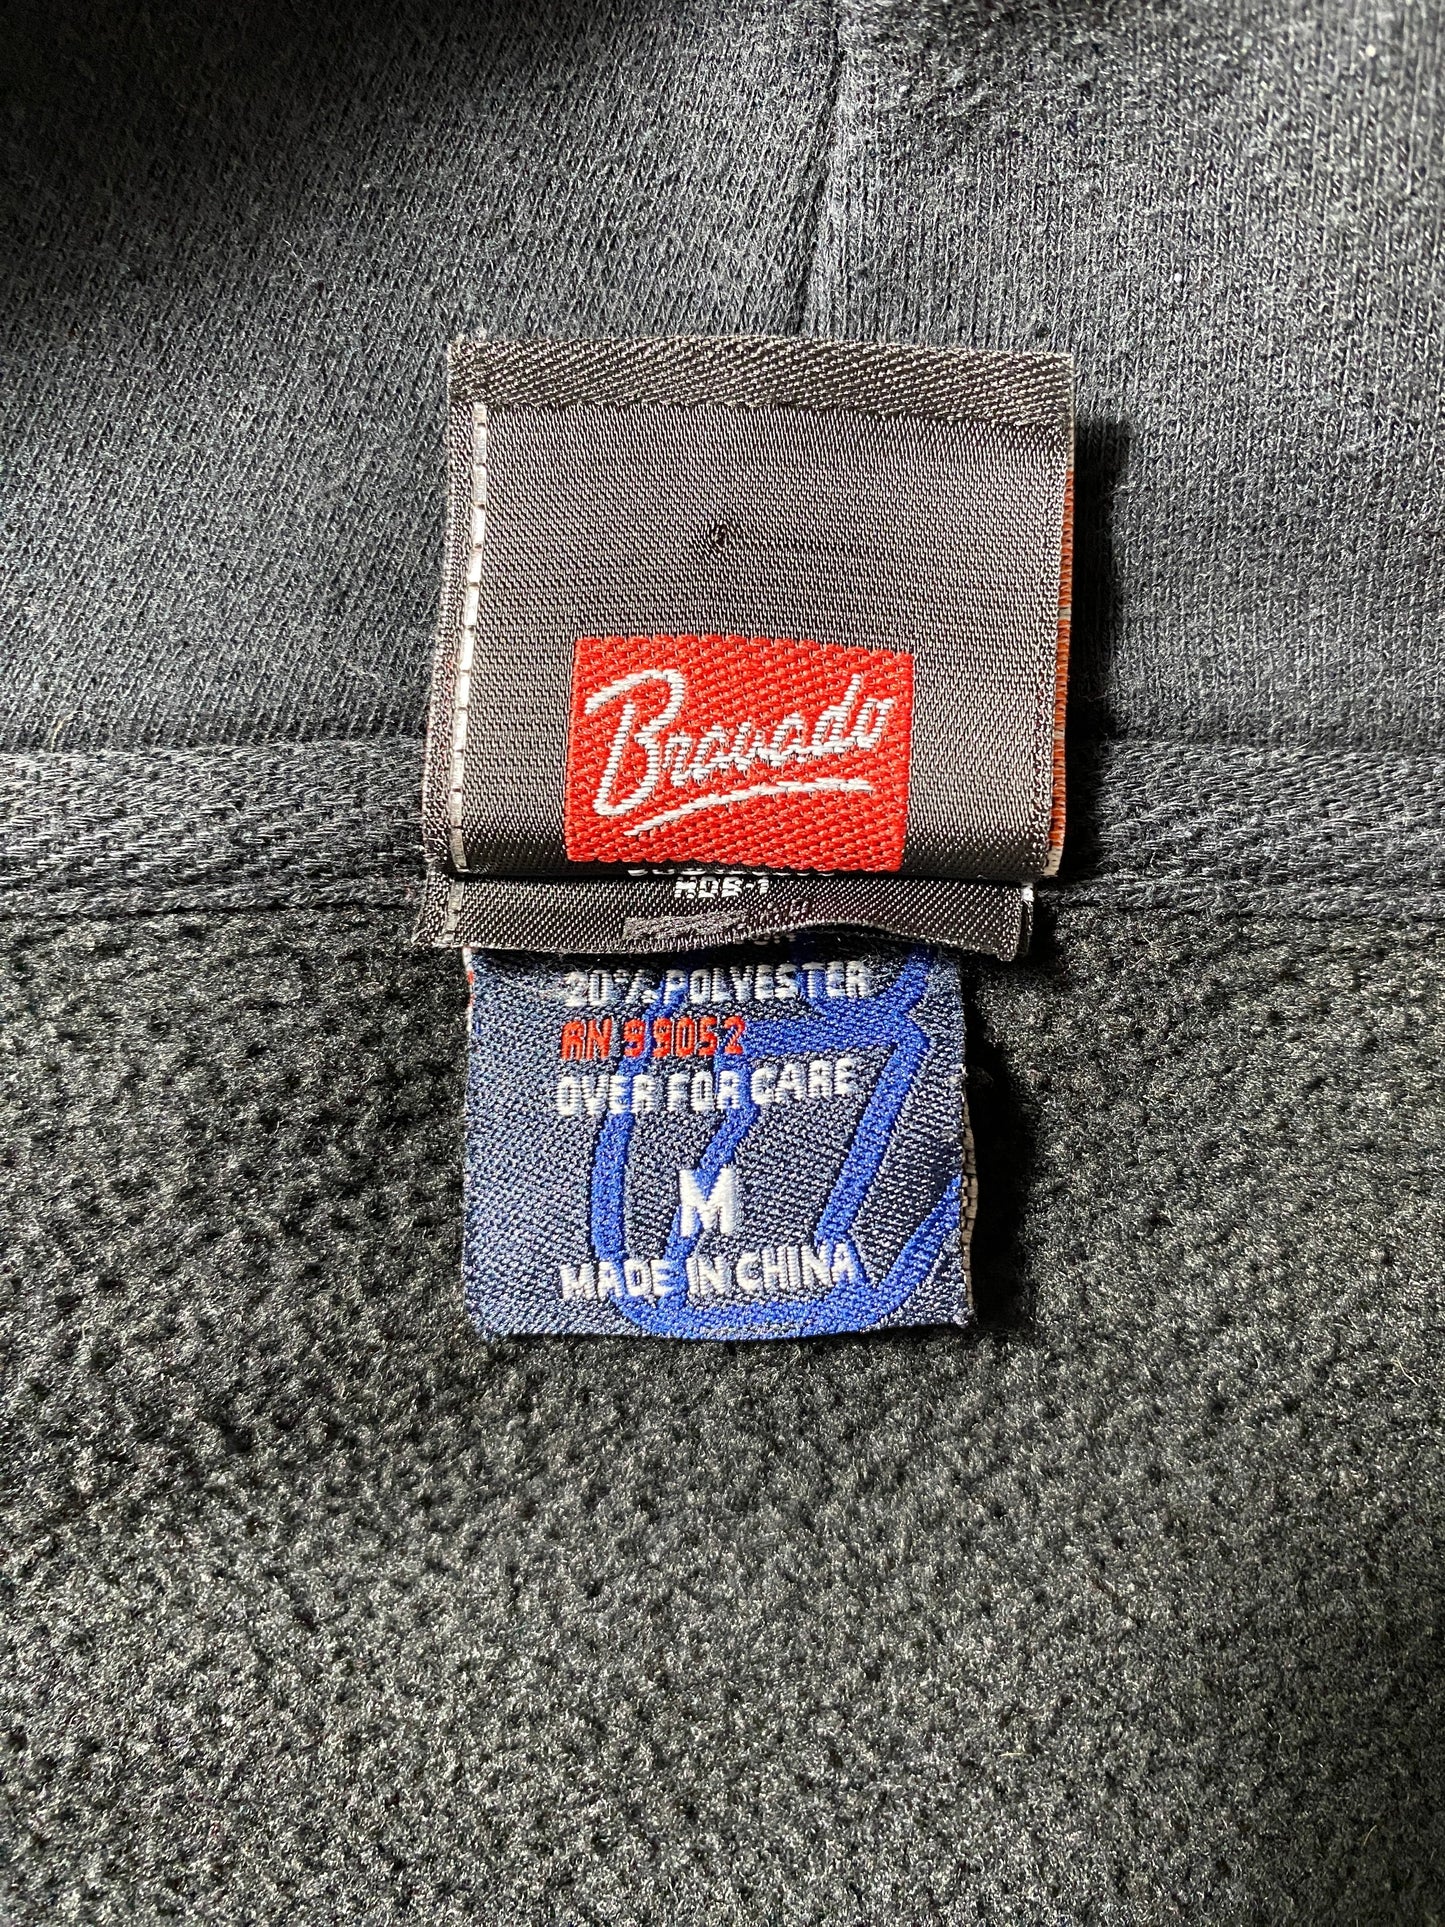 Bravado
20% POLYESTER
RN 99052
OVER FOR CARE
M
MADE IN CHINA